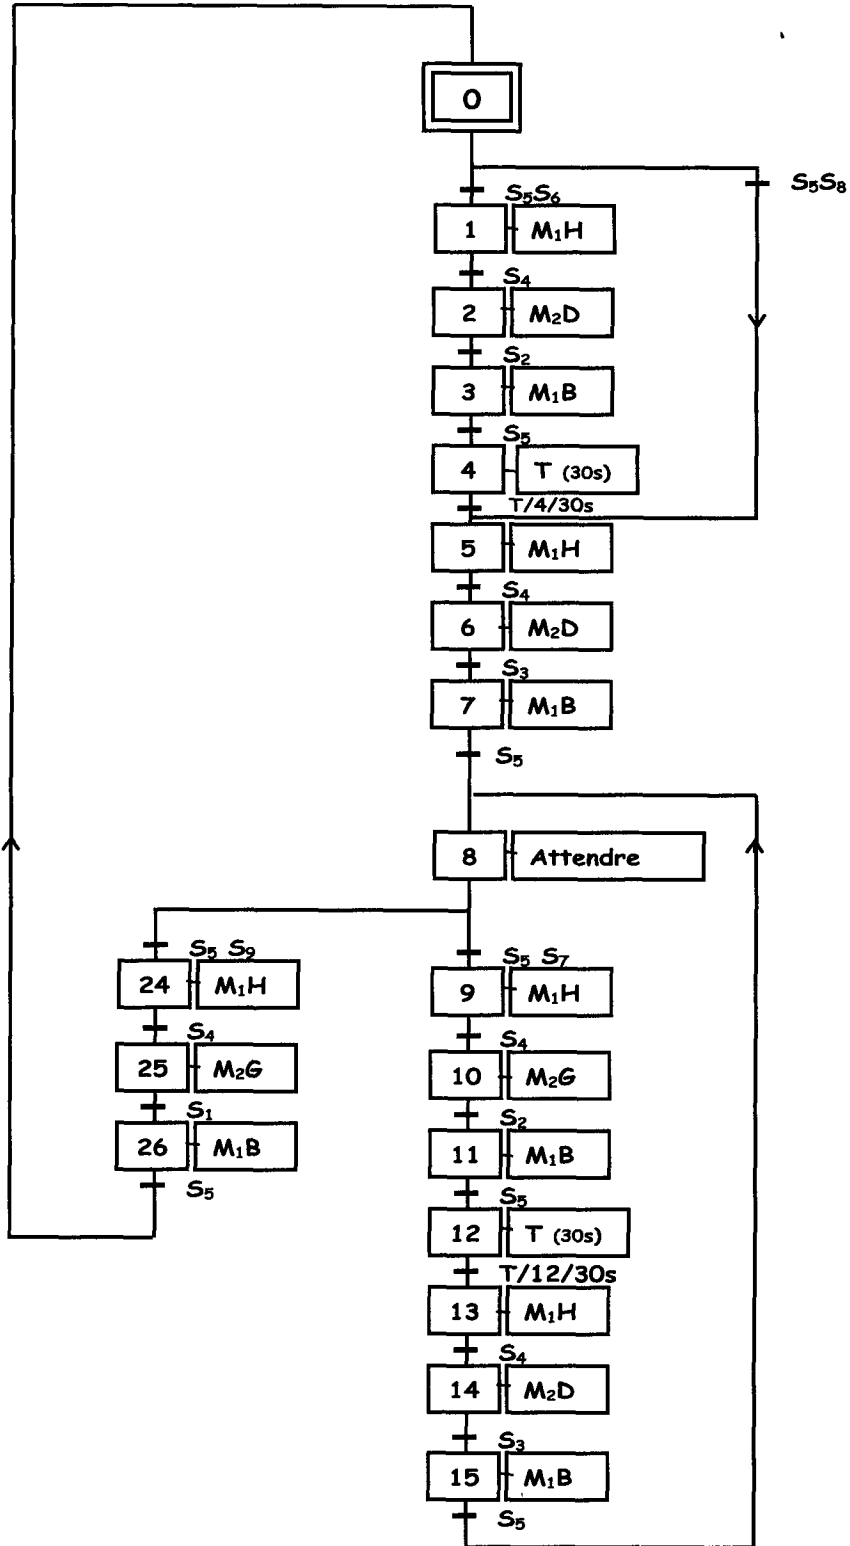 0
S₅S₆
S₅S₈
1 M₁H
S₄
2 M₂D
S₂
3 M₁B
S₅
4 T (30s)
T/4/30s
5 M₁H
S₄
6 M₂D
S₃
7 M₁B
S₅
8 Attendre
S₅ S₉
24 M₁H
S₄
25 M₂G
S₁
26 M₁B
S₅
S₅ S₇
9 M₁H
S₄
10 M₂G
S₂
11 M₁B
S₅
12 T (30s)
T/12/30s
13 M₁H
S₄
14 M₂D
S₃
15 M₁B
S₅